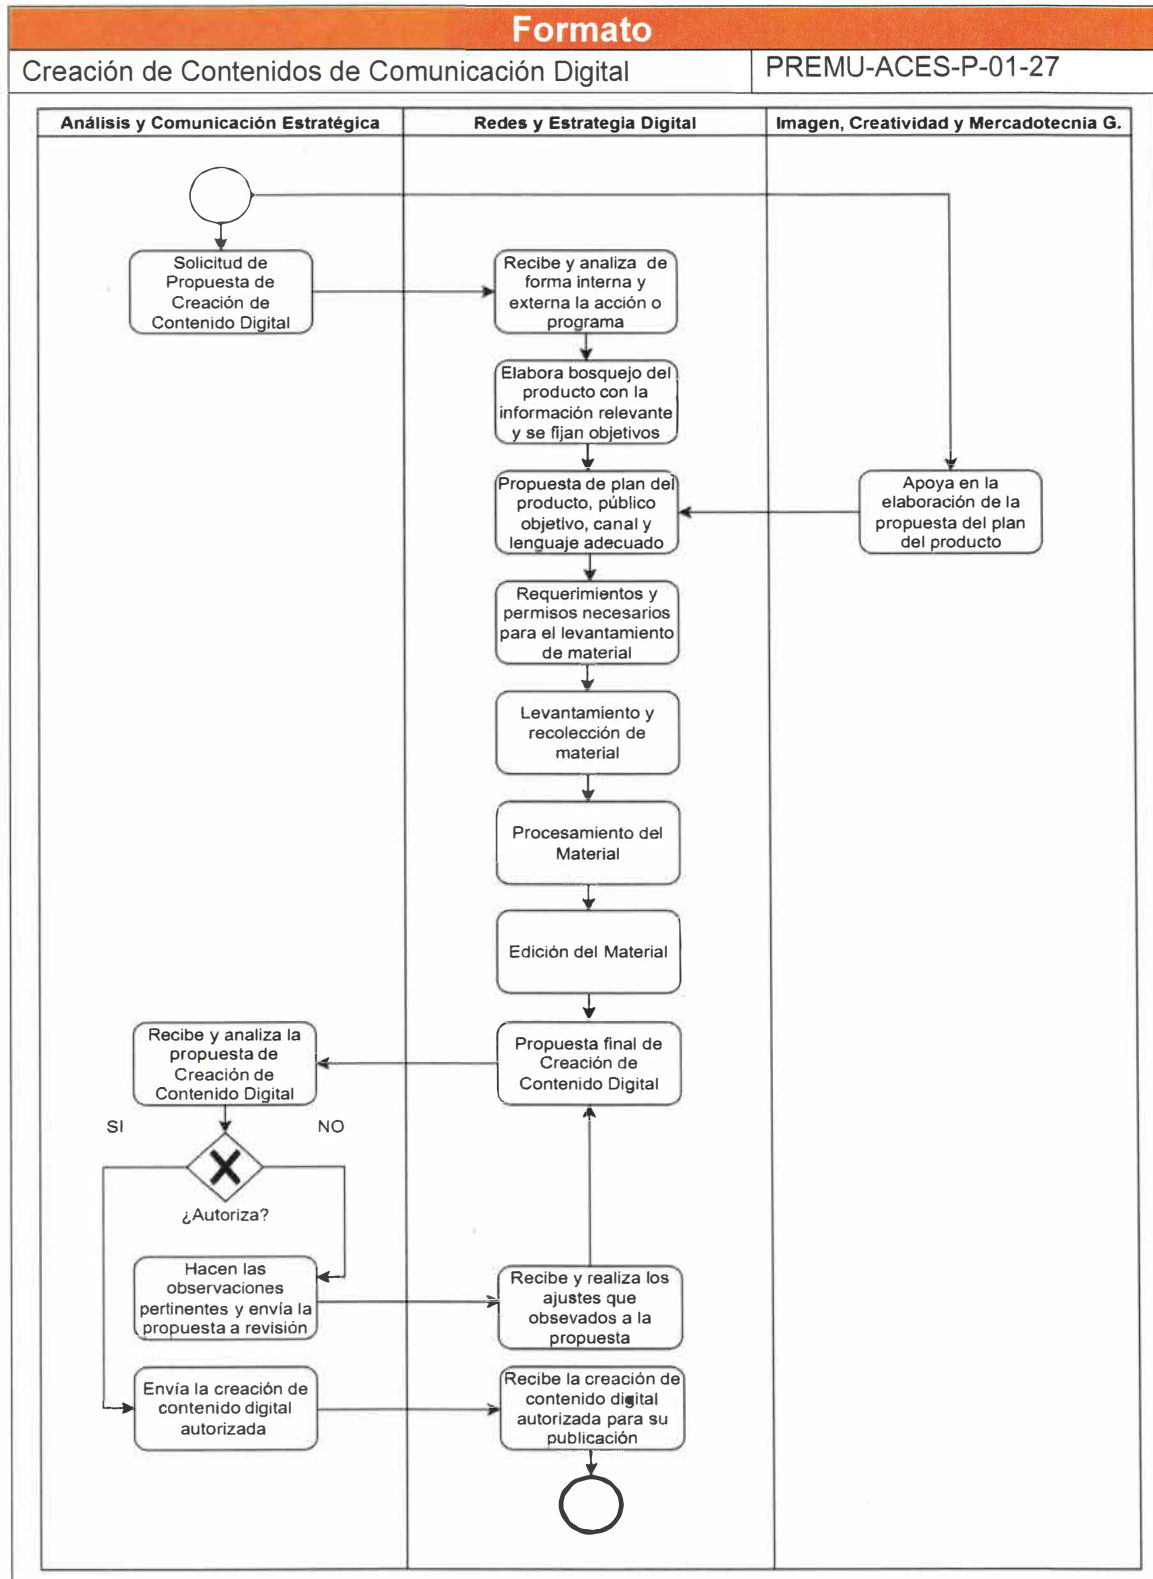 Formato
Creación de Contenidos de Comunicación Digital
PREMU-ACES-P-01-27
Análisis y Comunicación Estratégica
Redes y Estrategia Digital
Imagen, Creatividad y Mercadotecnia G.
Solicitud de
Propuesta de
Creación de
Contenido Digital
Recibe y analiza de
forma interna y
externa la acción o
programa
Elabora bosquejo del
producto con la
información relevante
y se fijan objetivos
Propuesta de plan del
producto, público
objetivo, canal y
lenguaje adecuado
Apoya en la
elaboración de la
propuesta del plan
del producto
Requerimientos y
permisos necesarios
para el levantamiento
de material
Levantamiento y
recolección de
material
Procesamiento del
Material
Edición del Material
Propuesta final de
Creación de
Contenido Digital
Recibe y analiza la
propuesta de
Creación de
Contenido Digital
SI
NO
¿Autoriza?
Hacen las
observaciones
pertinentes y envía la
propuesta a revisión
Recibe y realiza los
ajustes que
obsevados a la
propuesta
Envía la creación de
contenido digital
autorizada
Recibe la creación de
contenido digital
autorizada para su
publicación